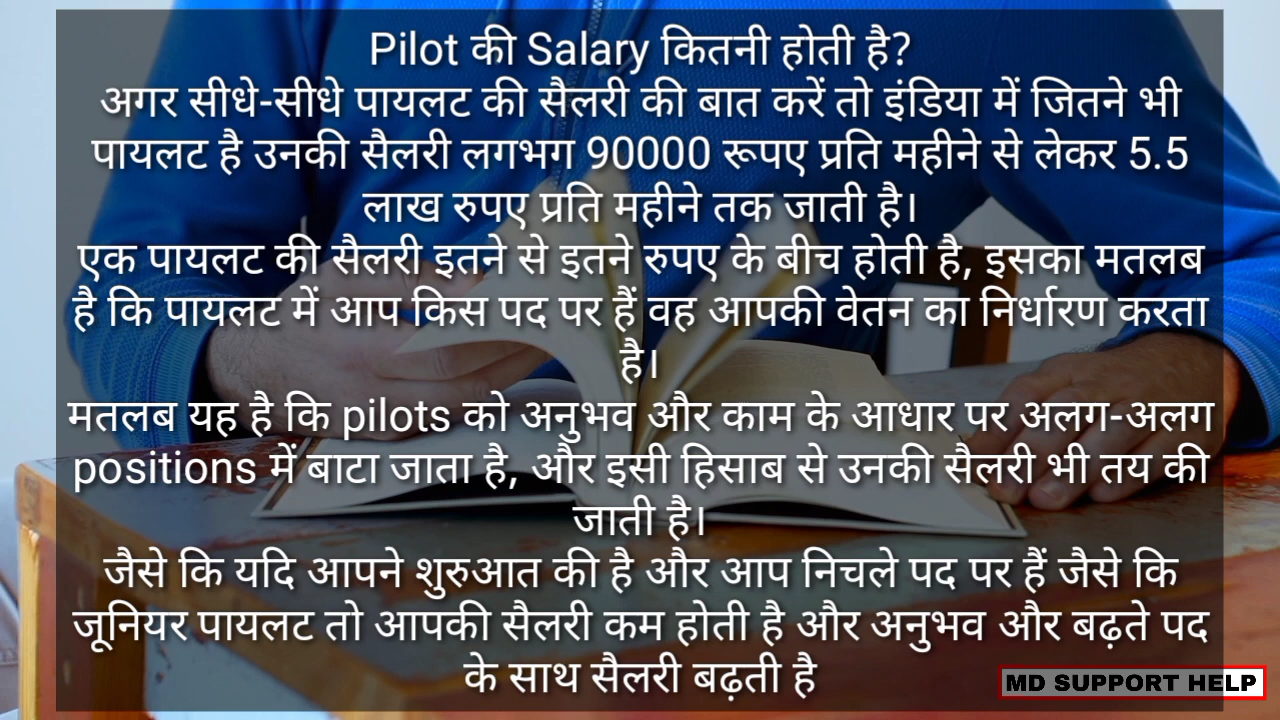 Pilot की Salary कितनी होती है?
अगर सीधे-सीधे पायलट की सैलरी की बात करें तो इंडिया में जितने भी
पायलट है उनकी सैलरी लगभग 90000 रूपए प्रति महीने से लेकर 5.5
लाख रुपए प्रति महीने तक जाती है।
एक पायलट की सैलरी इतने से इतने रुपए के बीच होती है, इसका मतलब
है कि पायलट में आप किस पद पर हैं वह आपकी वेतन का निर्धारण करता
है।
मतलब यह है कि pilots को अनुभव और काम के आधार पर अलग-अलग
positions में बाटा जाता है, और इसी हिसाब से उनकी सैलरी भी तय की
जाती है।
जैसे कि यदि आपने शुरुआत की है और आप निचले पद पर हैं जैसे कि
जूनियर पायलट तो आपकी सैलरी कम होती है और अनुभव और बढ़ते पद
के साथ सैलरी बढ़ती है
MD SUPPORT HELP